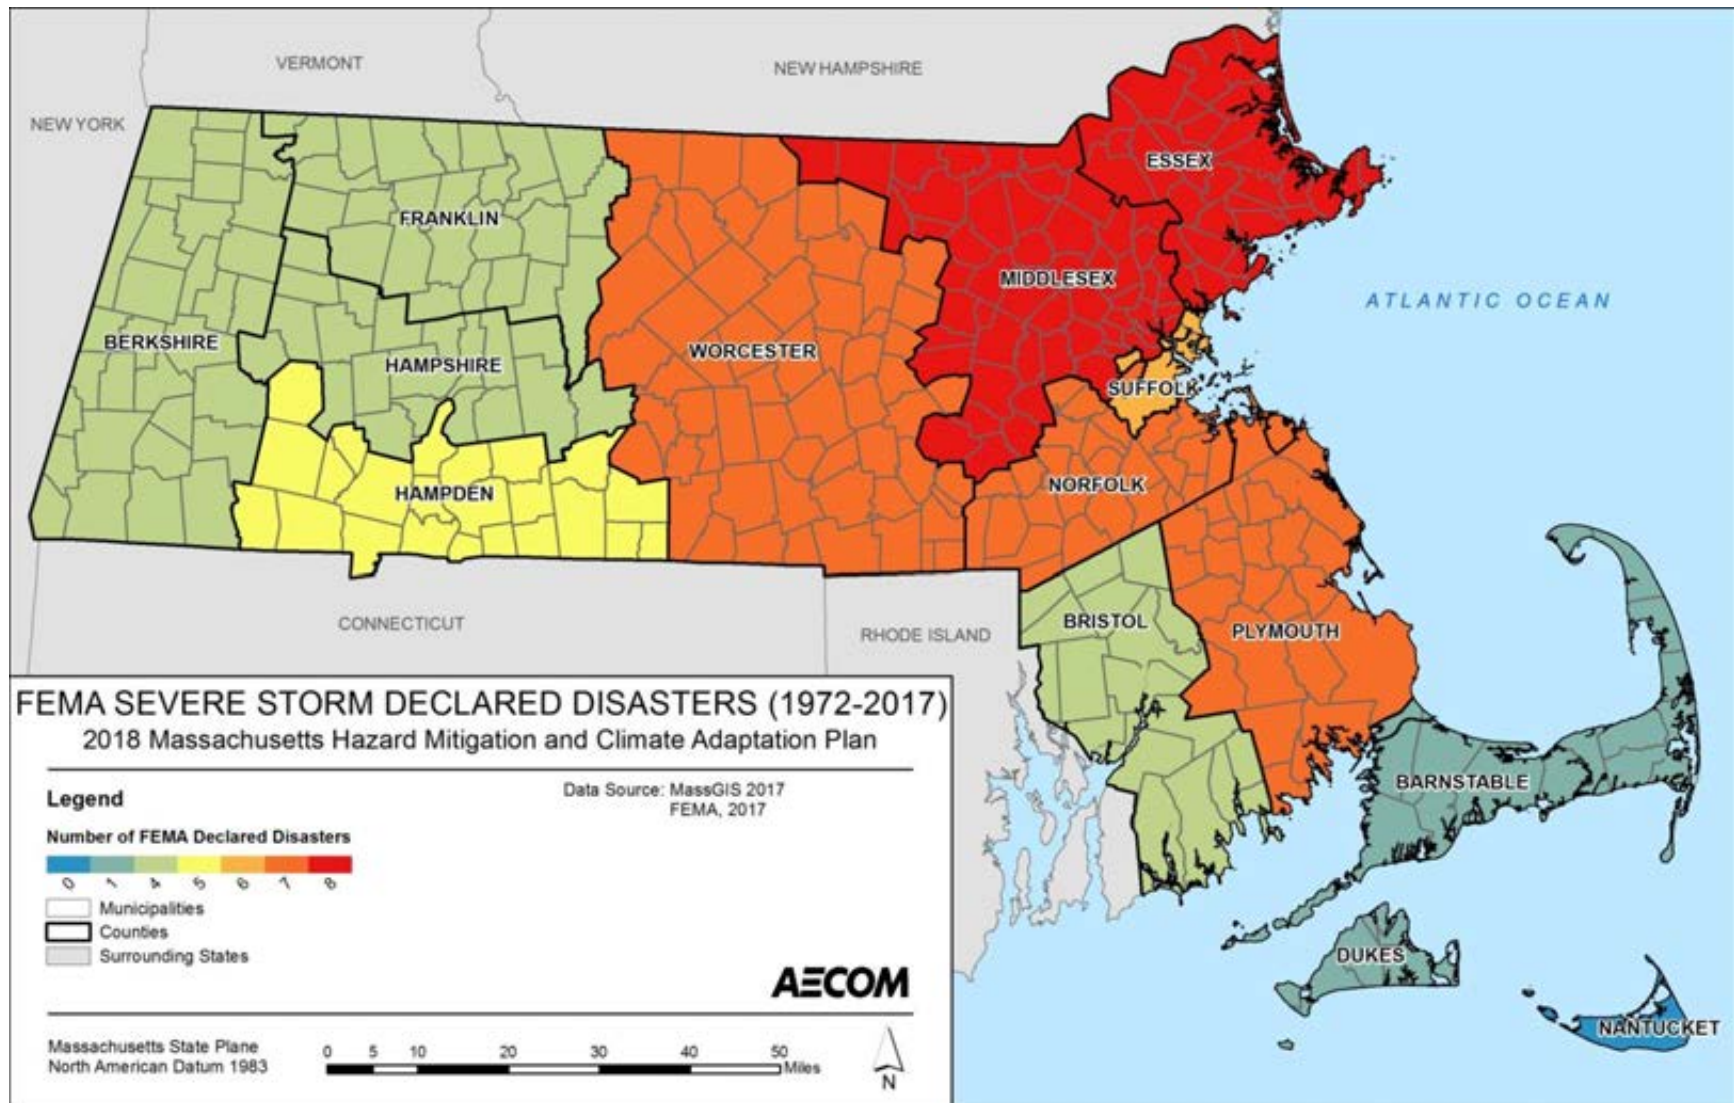 VERMONT
NEW HAMPSHIRE
NEW YORK
ESSEX
FRANKLIN
MIDDLESEX
ATLANTIC OCEAN
BERKSHIRE
HAMPSHIRE
WORCESTER
SUFFOLK
HAMPDEN
NORFOLK
CONNECTICUT
RHODE ISLAND
BRISTOL
PLYMOUTH
BARNSTABLE
DUKES
NANTUCKET
FEMA SEVERE STORM DECLARED DISASTERS (1972-2017)
2018 Massachusetts Hazard Mitigation and Climate Adaptation Plan
Legend
Data Source: MassGIS 2017
FEMA, 2017
Number of FEMA Declared Disasters
0 1 4 5 6 7 8
Municipalities
Counties
Surrounding States
AECOM
Massachusetts State Plane
North American Datum 1983
0 5 10 20 30 40 50
Miles
N